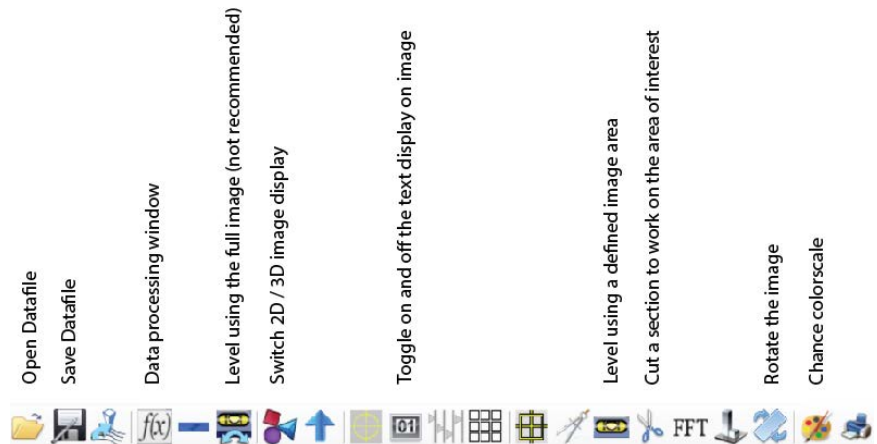 Open Datafile
Save Datafile
Data processing window
Level using the full image (not recommended)
Switch 2D / 3D image display
Toggle on and off the text display on image
Level using a defined image area
Cut a section to work on the area of interest
Rotate the image
Chance colorscale
f(x)
01
FFT